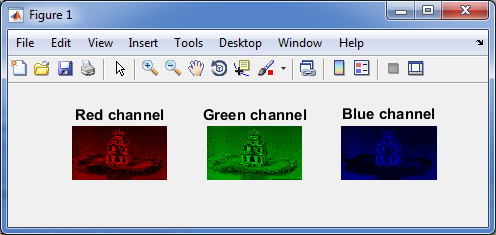 Figure 1
File Edit View Insert Tools Desktop Window Help
Red channel Green channel Blue channel